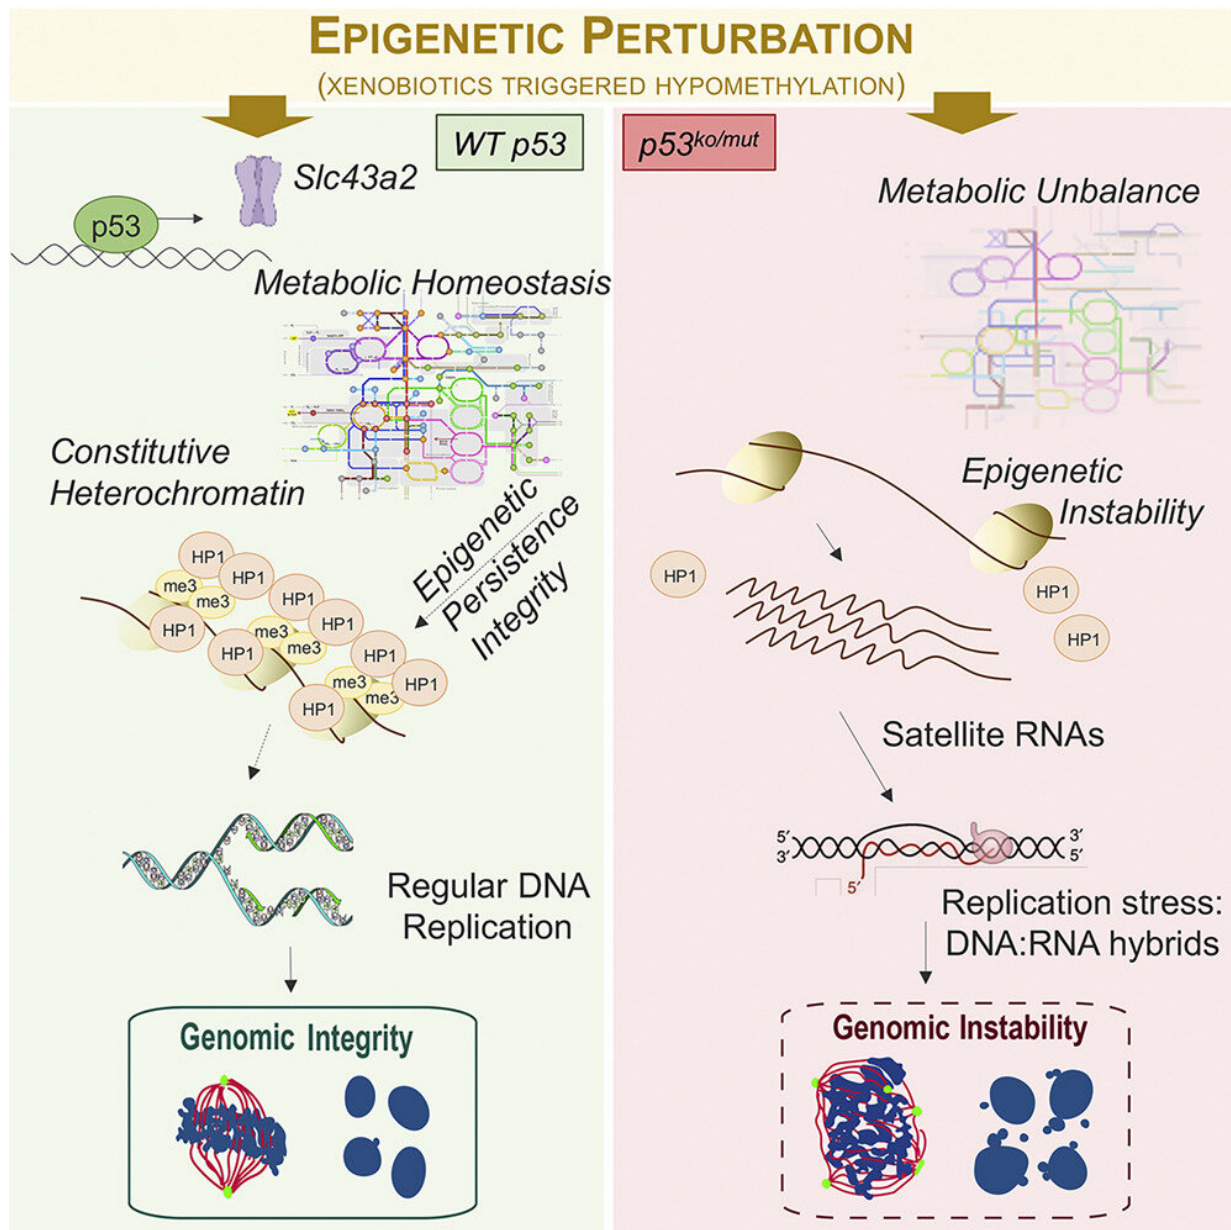 EPIGENETIC PERTURBATION
(XENOBIOTICS TRIGGERED HYPOMETHYLATION)
WT p53
Slc43a2
p53
Metabolic Homeostasis
Constitutive
Heterochromatin
Epigenetic
Persistence
Integrity
HP1
HP1
me3
me3
HP1
HP1
HP1
me3
me3
HP1
HP1
HP1
me3
me3
HP1
Regular DNA
Replication
Genomic Integrity
p53ko/mut
Metabolic Unbalance
Epigenetic
Instability
HP1
HP1
HP1
Satellite RNAs
5′ 3′
3′ 5′
5′
Replication stress:
DNA:RNA hybrids
Genomic Instability